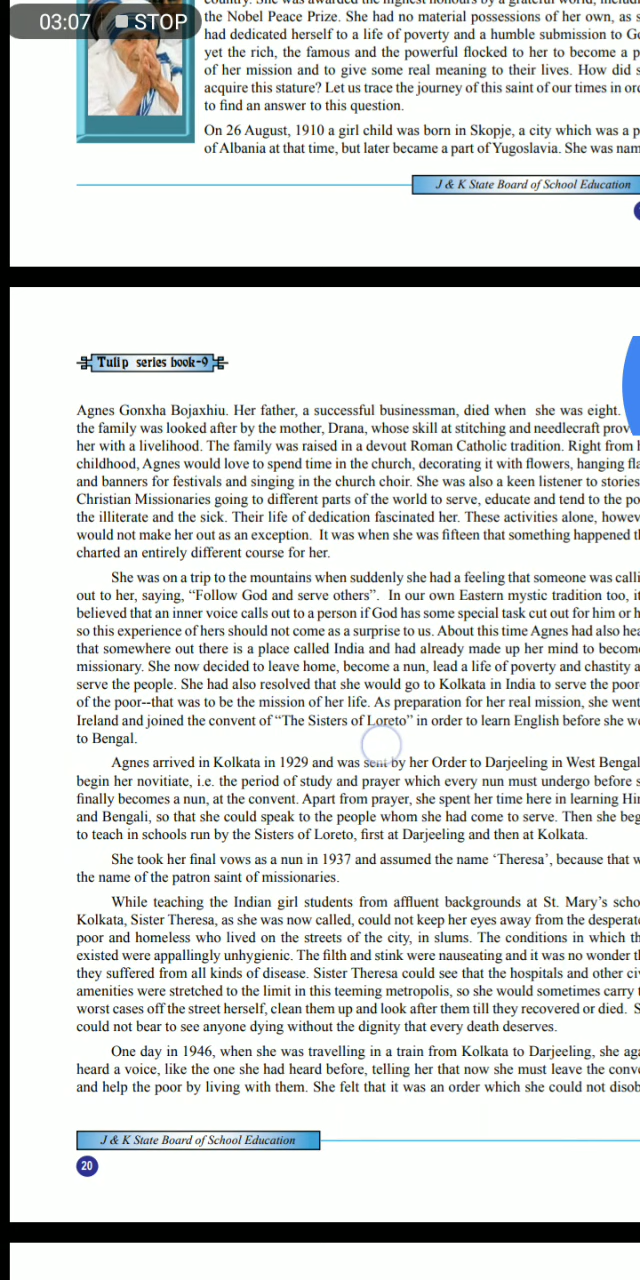 03:07 STOP
the Nobel Peace Prize. She had no material possessions of her own, as s
had dedicated herself to a life of poverty and a humble submission to Go
yet the rich, the famous and the powerful flocked to her to become a p
of her mission and to give some real meaning to their lives. How did s
acquire this stature? Let us trace the journey of this saint of our times in ord
to find an answer to this question.
On 26 August, 1910 a girl child was born in Skopje, a city which was a p
of Albania at that time, but later became a part of Yugoslavia. She was nam
J & K State Board of School Education
Tulip series book-9
Agnes Gonxha Bojaxhiu. Her father, a successful businessman, died when she was eight.
the family was looked after by the mother, Drana, whose skill at stitching and needlecraft prov
her with a livelihood. The family was raised in a devout Roman Catholic tradition. Right from h
childhood, Agnes would love to spend time in the church, decorating it with flowers, hanging fla
and banners for festivals and singing in the church choir. She was also a keen listener to stories
Christian Missionaries going to different parts of the world to serve, educate and tend to the po
the illiterate and the sick. Their life of dedication fascinated her. These activities alone, howev
would not make her out as an exception. It was when she was fifteen that something happened th
charted an entirely different course for her.
She was on a trip to the mountains when suddenly she had a feeling that someone was calli
out to her, saying, “Follow God and serve others”. In our own Eastern mystic tradition too, it
believed that an inner voice calls out to a person if God has some special task cut out for him or h
so this experience of hers should not come as a surprise to us. About this time Agnes had also hea
that somewhere out there is a place called India and had already made up her mind to become
missionary. She now decided to leave home, become a nun, lead a life of poverty and chastity a
serve the people. She had also resolved that she would go to Kolkata in India to serve the poor
of the poor--that was to be the mission of her life. As preparation for her real mission, she went
Ireland and joined the convent of “The Sisters of Loreto” in order to learn English before she we
to Bengal.
Agnes arrived in Kolkata in 1929 and was sent by her Order to Darjeeling in West Bengal
begin her novitiate, i.e. the period of study and prayer which every nun must undergo before s
finally becomes a nun, at the convent. Apart from prayer, she spent her time here in learning Hin
and Bengali, so that she could speak to the people whom she had come to serve. Then she beg
to teach in schools run by the Sisters of Loreto, first at Darjeeling and then at Kolkata.
She took her final vows as a nun in 1937 and assumed the name ‘Theresa’, because that w
the name of the patron saint of missionaries.
While teaching the Indian girl students from affluent backgrounds at St. Mary’s scho
Kolkata, Sister Theresa, as she was now called, could not keep her eyes away from the desperate
poor and homeless who lived on the streets of the city, in slums. The conditions in which th
existed were appallingly unhygienic. The filth and stink were nauseating and it was no wonder th
they suffered from all kinds of disease. Sister Theresa could see that the hospitals and other civ
amenities were stretched to the limit in this teeming metropolis, so she would sometimes carry t
worst cases off the street herself, clean them up and look after them till they recovered or died. S
could not bear to see anyone dying without the dignity that every death deserves.
One day in 1946, when she was travelling in a train from Kolkata to Darjeeling, she aga
heard a voice, like the one she had heard before, telling her that now she must leave the conve
and help the poor by living with them. She felt that it was an order which she could not disob
J & K State Board of School Education
20